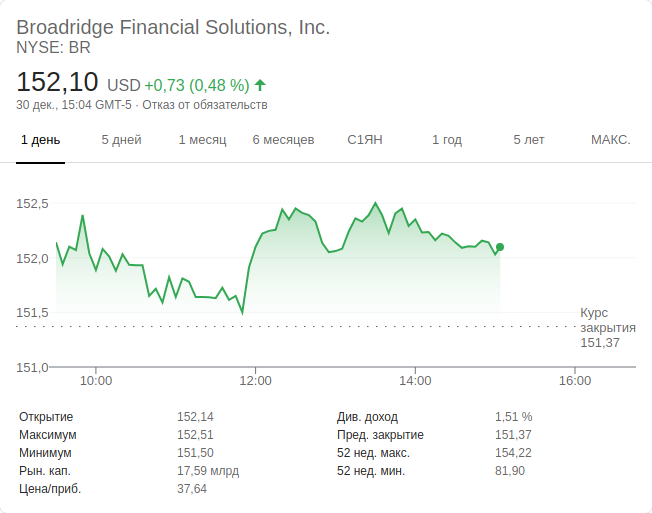 Broadridge Financial Solutions, Inc.
NYSE: BR
152,10 USD +0,73 (0,48 %)
30 дек., 15:04 GMT-5 · Отказ от обязательств
1 день 5 дней 1 месяц 6 месяцев С1ЯН 1 год 5 лет МАКС.
152,5
152,0
151,5
Курс
закрытия
151,37
151,0
10:00 12:00 14:00 16:00
Открытие 152,14 Див. доход 1,51 %
Максимум 152,51 Пред. закрытие 151,37
Минимум 151,50 52 нед. макс. 154,22
Рын. кап. 17,59 млрд 52 нед. мин. 81,90
Цена/приб. 37,64